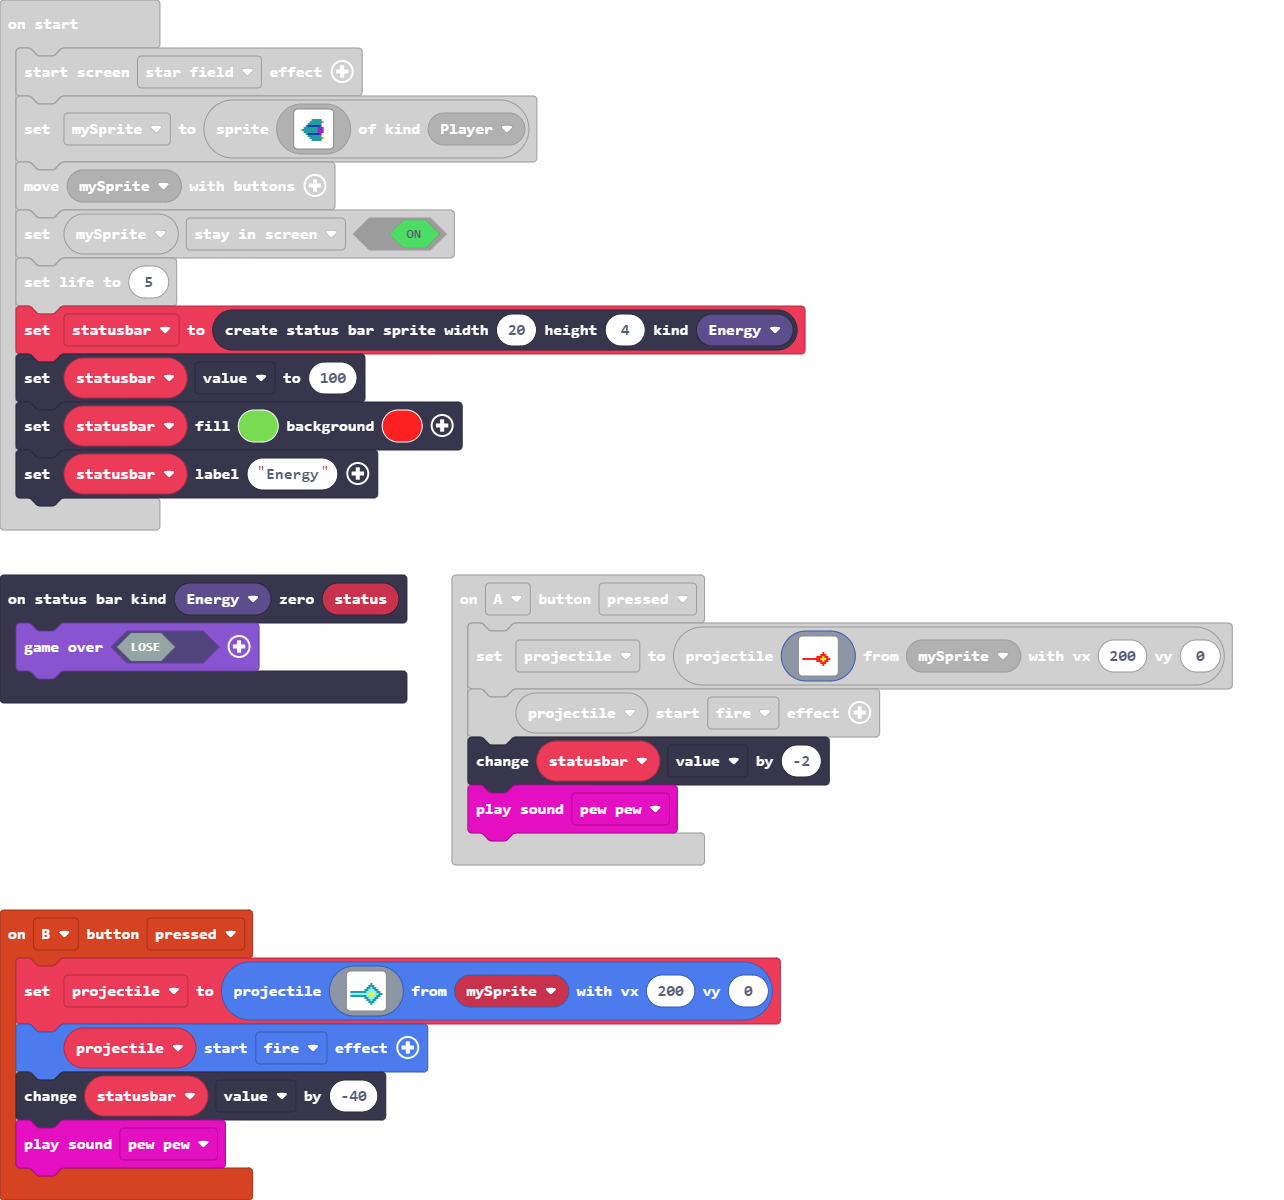 on start
start screen star field effect
set mySprite to sprite of kind Player
move mySprite with buttons
set mySprite stay in screen ON
set life to 5
set statusbar to create status bar sprite width 20 height 4 kind Energy
set statusbar value to 100
set statusbar fill background
set statusbar label "Energy"
on status bar kind Energy zero status
game over LOSE
on A button pressed
set projectile to projectile from mySprite with vx 200 vy 0
projectile start fire effect
change statusbar value by -2
play sound pew pew
on B button pressed
set projectile to projectile from mySprite with vx 200 vy 0
projectile start fire effect
change statusbar value by -40
play sound pew pew